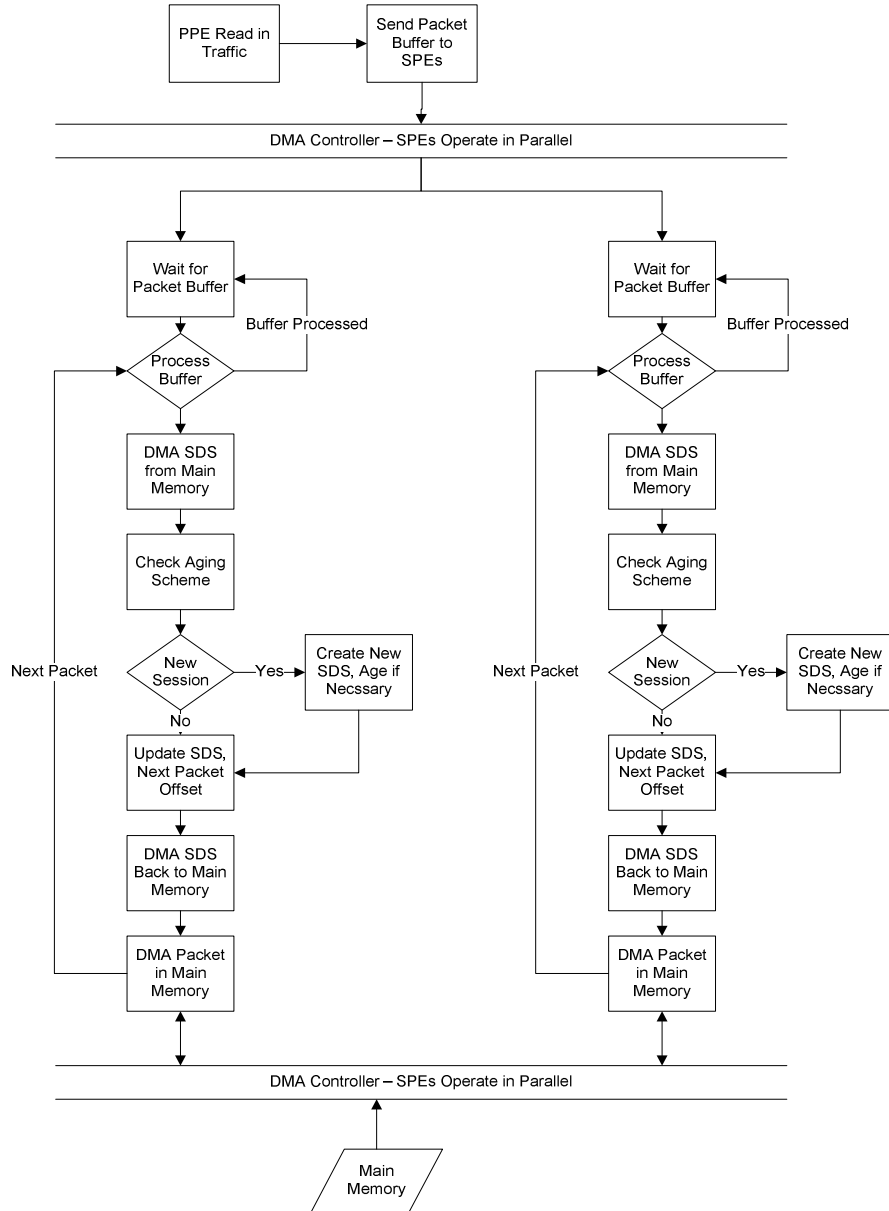 PPE Read in
Traffic
Send Packet
Buffer to
SPEs
DMA Controller – SPEs Operate in Parallel
Wait for
Packet Buffer
Buffer Processed
Process
Buffer
DMA SDS
from Main
Memory
Check Aging
Scheme
Next Packet
New
Session
Yes
Create New
SDS, Age if
Necssary
No
Update SDS,
Next Packet
Offset
DMA SDS
Back to Main
Memory
DMA Packet
in Main
Memory
Wait for
Packet Buffer
Buffer Processed
Process
Buffer
DMA SDS
from Main
Memory
Check Aging
Scheme
Next Packet
New
Session
Yes
Create New
SDS, Age if
Necssary
No
Update SDS,
Next Packet
Offset
DMA SDS
Back to Main
Memory
DMA Packet
in Main
Memory
DMA Controller – SPEs Operate in Parallel
Main
Memory